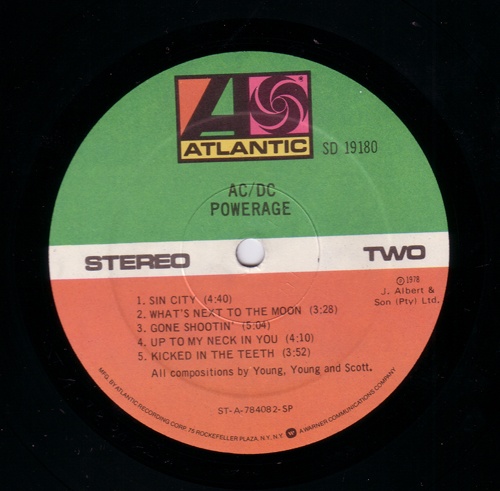 ATLANTIC
SD 19180
AC/DC
POWERAGE
STEREO
TWO
℗ 1978
J. Albert &
Son (Pty) Ltd.
1. SIN CITY (4:40)
2. WHAT'S NEXT TO THE MOON (3:28)
3. GONE SHOOTIN' (5:04)
4. UP TO MY NECK IN YOU (4:10)
5. KICKED IN THE TEETH (3:52)
All compositions by Young, Young and Scott.
ST-A-784082-SP
MFG. BY ATLANTIC RECORDING CORP. 75 ROCKEFELLER PLAZA, N.Y. N.Y. A WARNER COMMUNICATIONS COMPANY